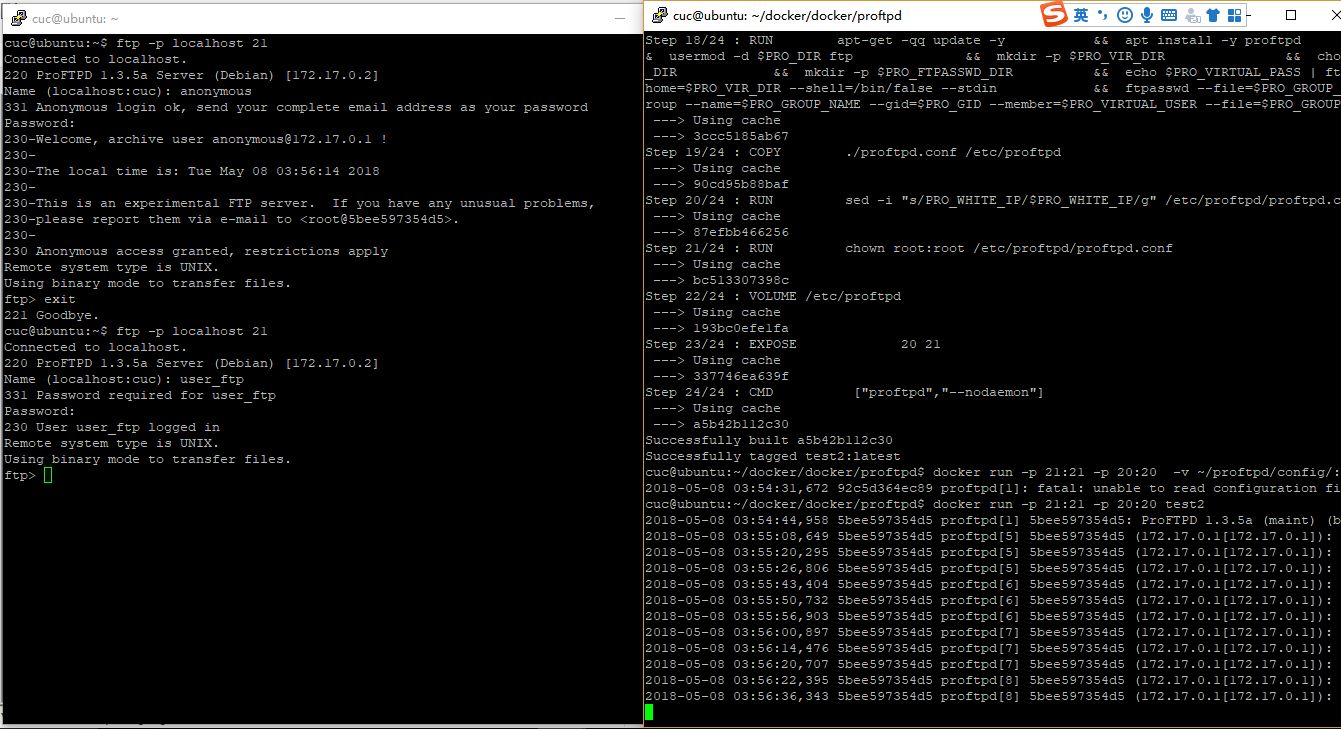 cuc@ubuntu: ~
cuc@ubuntu:~$ ftp -p localhost 21
Connected to localhost.
220 ProFTPD 1.3.5a Server (Debian) [172.17.0.2]
Name (localhost:cuc): anonymous
331 Anonymous login ok, send your complete email address as your password
Password:
230-Welcome, archive user anonymous@172.17.0.1 !
230-
230-The local time is: Tue May 08 03:56:14 2018
230-
230-This is an experimental FTP server.  If you have any unusual problems,
230-please report them via e-mail to <root@5bee597354d5>.
230-
230 Anonymous access granted, restrictions apply
Remote system type is UNIX.
Using binary mode to transfer files.
ftp> exit
221 Goodbye.
cuc@ubuntu:~$ ftp -p localhost 21
Connected to localhost.
220 ProFTPD 1.3.5a Server (Debian) [172.17.0.2]
Name (localhost:cuc): user_ftp
331 Password required for user_ftp
Password:
230 User user_ftp logged in
Remote system type is UNIX.
Using binary mode to transfer files.
ftp>
cuc@ubuntu: ~/docker/docker/proftpd
S 英
Step 18/24 : RUN        apt-get -qq update -y           &&  apt install -y proftpd
&  usermod -d $PRO_DIR ftp              &&  mkdir -p $PRO_VIR_DIR               &&  cho
_DIR            &&  mkdir -p $PRO_FTPASSWD_DIR          &&  echo $PRO_VIRTUAL_PASS | ft
home=$PRO_VIR_DIR --shell=/bin/false --stdin            &&  ftpasswd --file=$PRO_GROUP_
roup --name=$PRO_GROUP_NAME --gid=$PRO_GID --member=$PRO_VIRTUAL_USER --file=$PRO_GROUP
 ---> Using cache
 ---> 3ccc5185ab67
Step 19/24 : COPY        ./proftpd.conf /etc/proftpd
 ---> Using cache
 ---> 90cd95b88baf
Step 20/24 : RUN         sed -i "s/PRO_WHITE_IP/$PRO_WHITE_IP/g" /etc/proftpd/proftpd.c
 ---> Using cache
 ---> 87efbb466256
Step 21/24 : RUN         chown root:root /etc/proftpd/proftpd.conf
 ---> Using cache
 ---> bc513307398c
Step 22/24 : VOLUME /etc/proftpd
 ---> Using cache
 ---> 193bc0efe1fa
Step 23/24 : EXPOSE             20 21
 ---> Using cache
 ---> 337746ea639f
Step 24/24 : CMD          ["proftpd","--nodaemon"]
 ---> Using cache
 ---> a5b42b112c30
Successfully built a5b42b112c30
Successfully tagged test2:latest
cuc@ubuntu:~/docker/docker/proftpd$ docker run -p 21:21 -p 20:20  -v ~/proftpd/config/:
2018-05-08 03:54:31,672 92c5d364ec89 proftpd[1]: fatal: unable to read configuration fi
cuc@ubuntu:~/docker/docker/proftpd$ docker run -p 21:21 -p 20:20 test2
2018-05-08 03:54:44,958 5bee597354d5 proftpd[1] 5bee597354d5: ProFTPD 1.3.5a (maint) (b
2018-05-08 03:55:08,649 5bee597354d5 proftpd[5] 5bee597354d5 (172.17.0.1[172.17.0.1]):
2018-05-08 03:55:20,295 5bee597354d5 proftpd[5] 5bee597354d5 (172.17.0.1[172.17.0.1]):
2018-05-08 03:55:26,806 5bee597354d5 proftpd[5] 5bee597354d5 (172.17.0.1[172.17.0.1]):
2018-05-08 03:55:43,404 5bee597354d5 proftpd[6] 5bee597354d5 (172.17.0.1[172.17.0.1]):
2018-05-08 03:55:50,732 5bee597354d5 proftpd[6] 5bee597354d5 (172.17.0.1[172.17.0.1]):
2018-05-08 03:55:56,903 5bee597354d5 proftpd[6] 5bee597354d5 (172.17.0.1[172.17.0.1]):
2018-05-08 03:56:00,897 5bee597354d5 proftpd[7] 5bee597354d5 (172.17.0.1[172.17.0.1]):
2018-05-08 03:56:14,476 5bee597354d5 proftpd[7] 5bee597354d5 (172.17.0.1[172.17.0.1]):
2018-05-08 03:56:20,707 5bee597354d5 proftpd[7] 5bee597354d5 (172.17.0.1[172.17.0.1]):
2018-05-08 03:56:22,395 5bee597354d5 proftpd[8] 5bee597354d5 (172.17.0.1[172.17.0.1]):
2018-05-08 03:56:36,343 5bee597354d5 proftpd[8] 5bee597354d5 (172.17.0.1[172.17.0.1]):